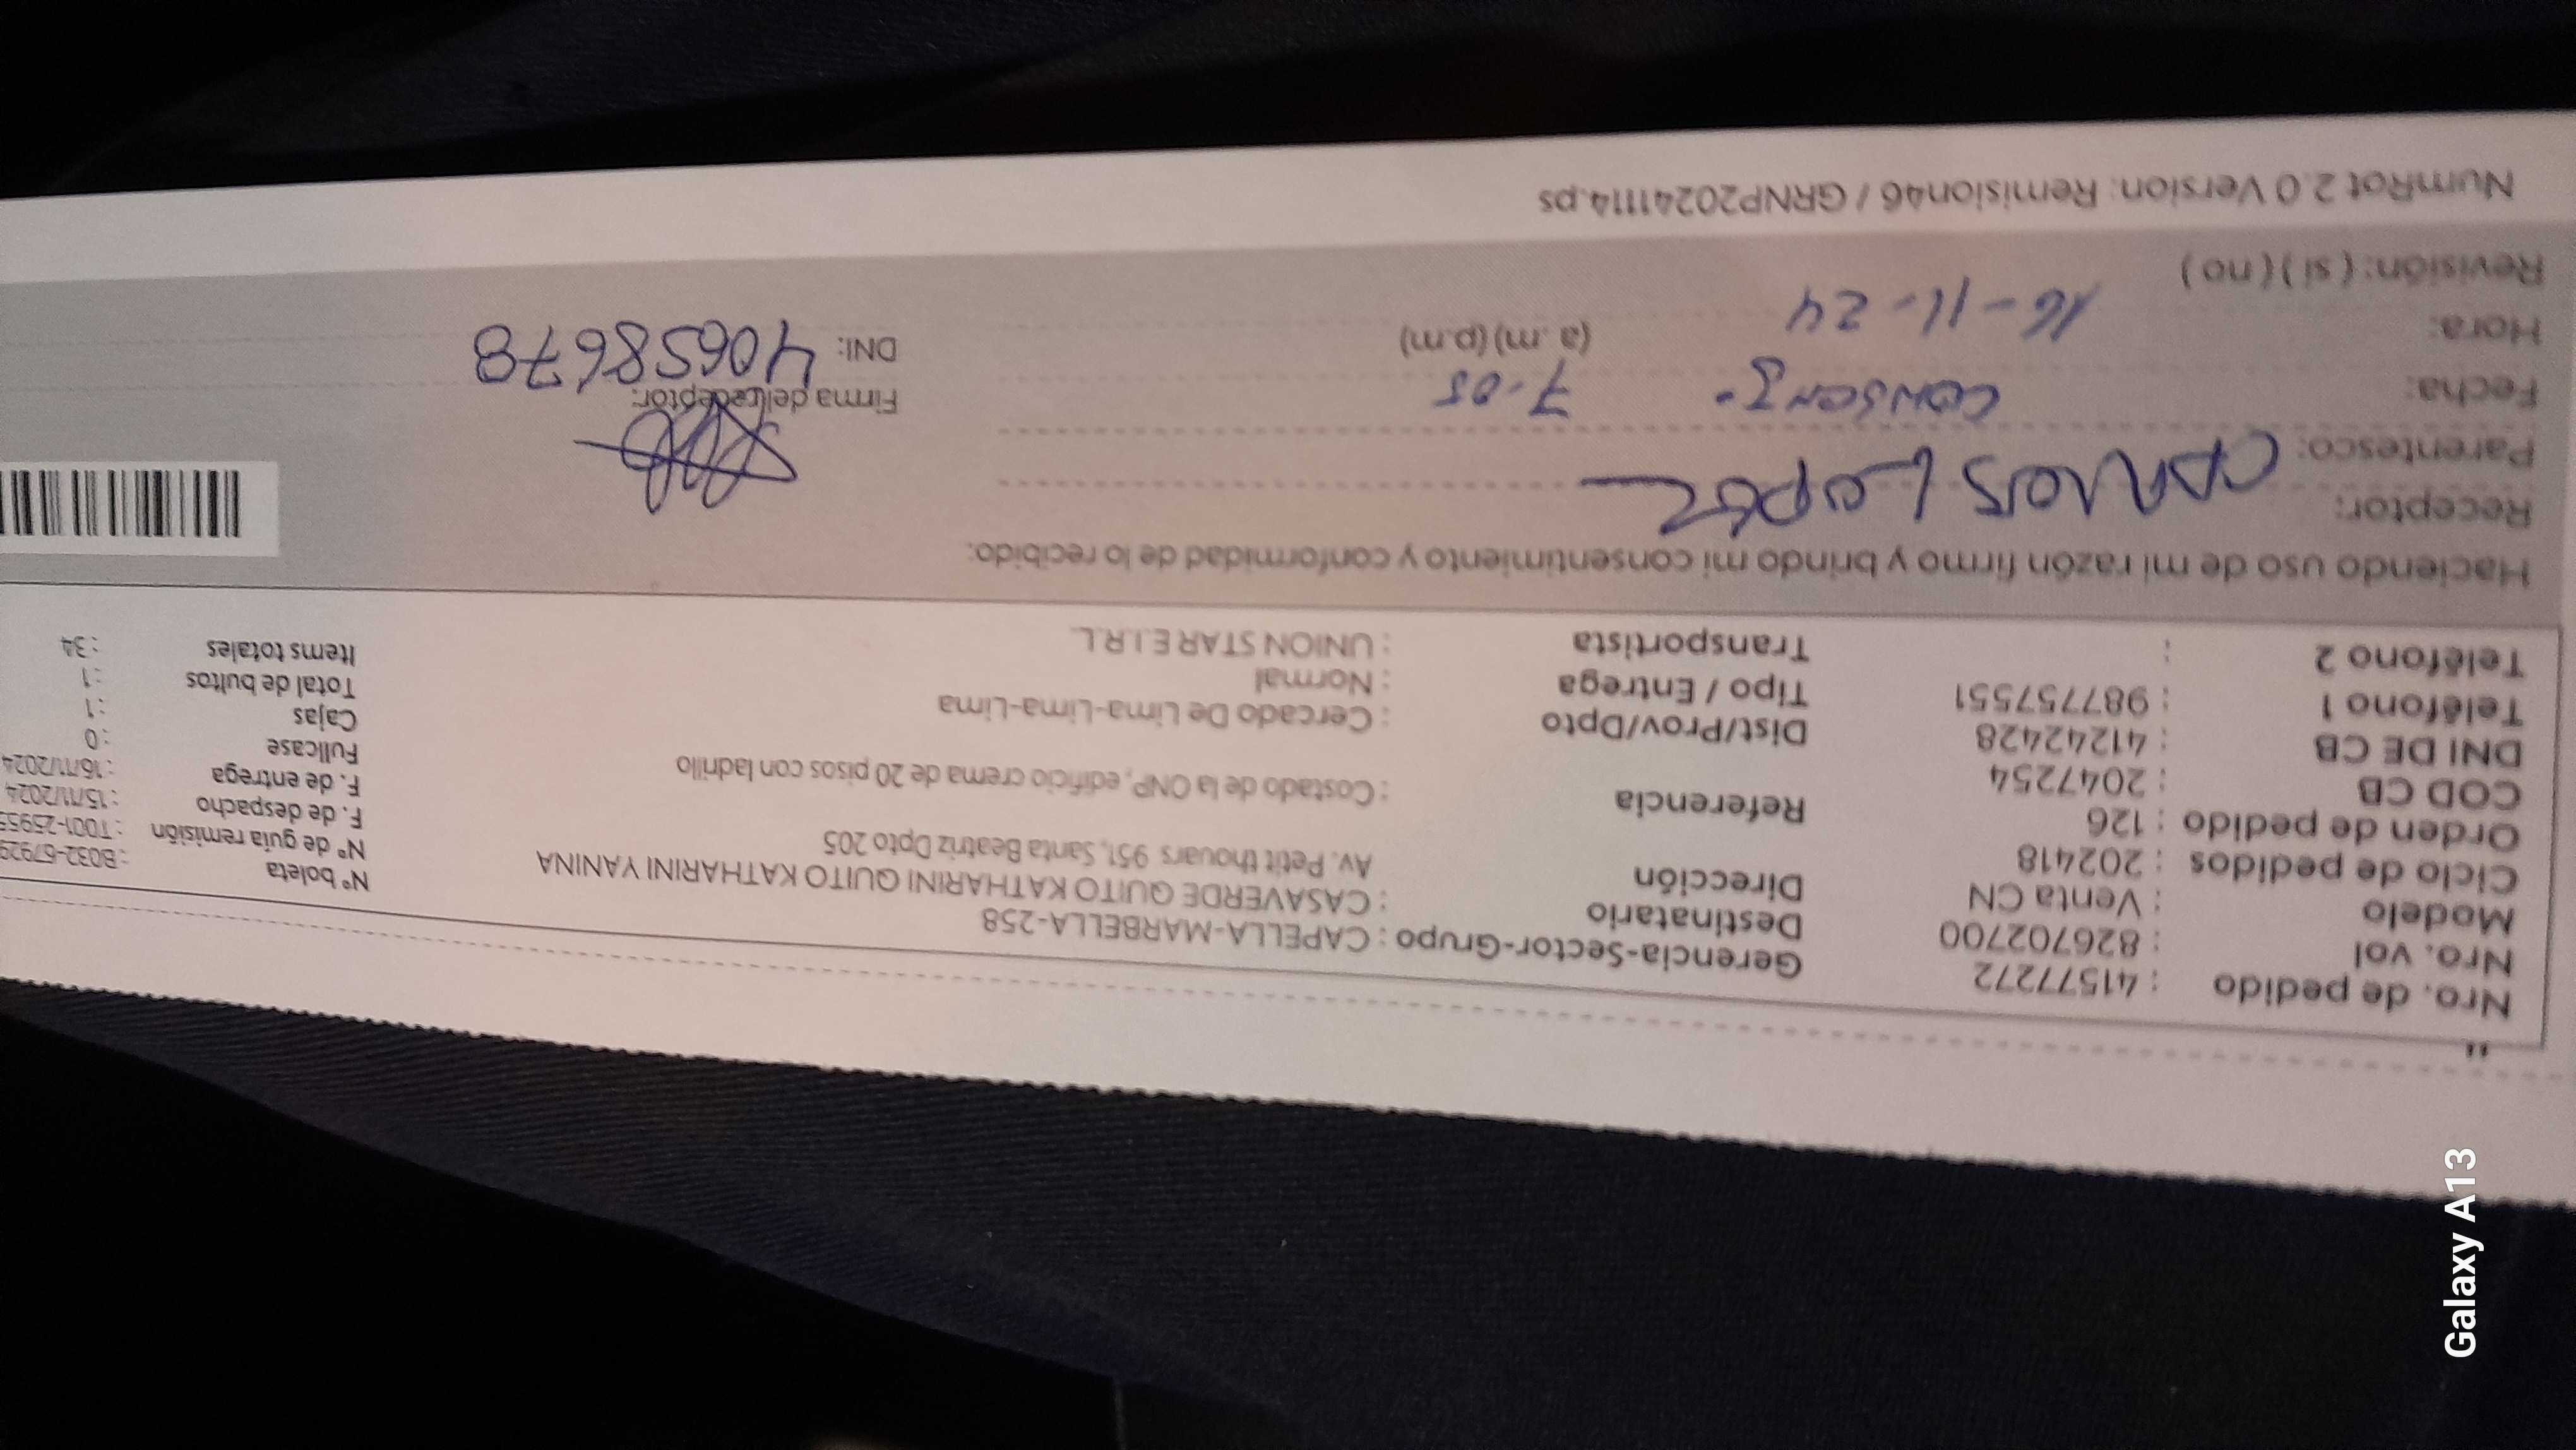 Nro. de pedido : 41577272
Nro. vol : 826702700
Modelo : Venta CN
Ciclo de pedidos : 202418
Orden de pedido : 126
COD CB : 2047254
DNI DE CB : 41242428
Teléfono 1 : 987757551
Teléfono 2 :
Gerencia-Sector-Grupo : CAPELLA-MARBELLA-258
Destinatario : CASAVERDE QUITO KATHARINI QUITO KATHARINI YANINA
Dirección Av. Petit thouars 951, Santa Beatriz Dpto 205
Referencia : Costado de la ONP, edificio crema de 20 pisos con ladrillo
Dist/Prov/Dpto : Cercado De Lima-Lima-Lima
Tipo / Entrega : Normal
Transportista : UNION STAR E.I.R.L.
N° boleta : B032-67929
N° de guía remisión : T001-25955
F. de despacho : 15/11/2024
F. de entrega : 16/11/2024
Fullcase : 0
Cajas : 1
Total de bultos : 1
Items totales : 34
Haciendo uso de mi razón firmo y brindo mi consentimiento y conformidad de lo recibido.
Receptor:
Parentesco: Carlos Lopez
Fecha: conserj. 7-05
Hora: 16-11-24 (a.m) (p.m)
Revisión: (si) (no)
Firma del receptor:
DNI: 40658678
NumRot 2.0 Version: Remision46 / GRNP20241114.ps
Galaxy A13